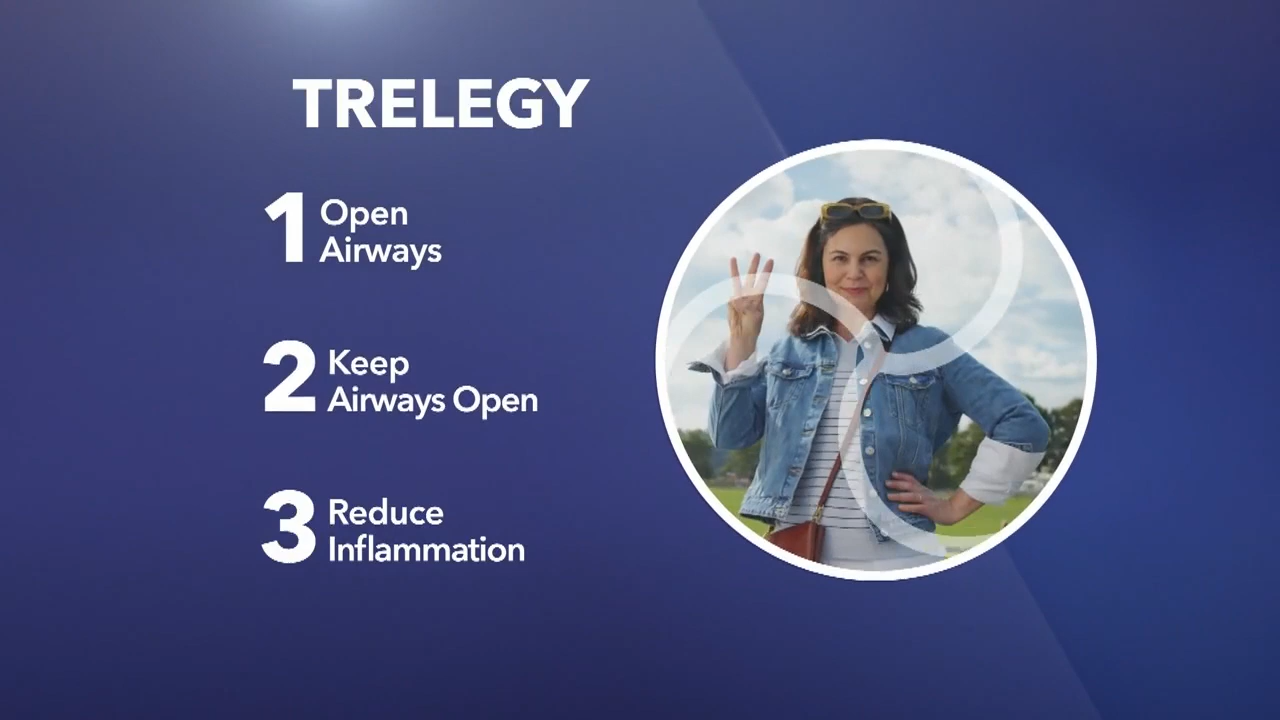 TRELEGY
1 Open
Airways
2 Keep
Airways Open
3 Reduce
Inflammation